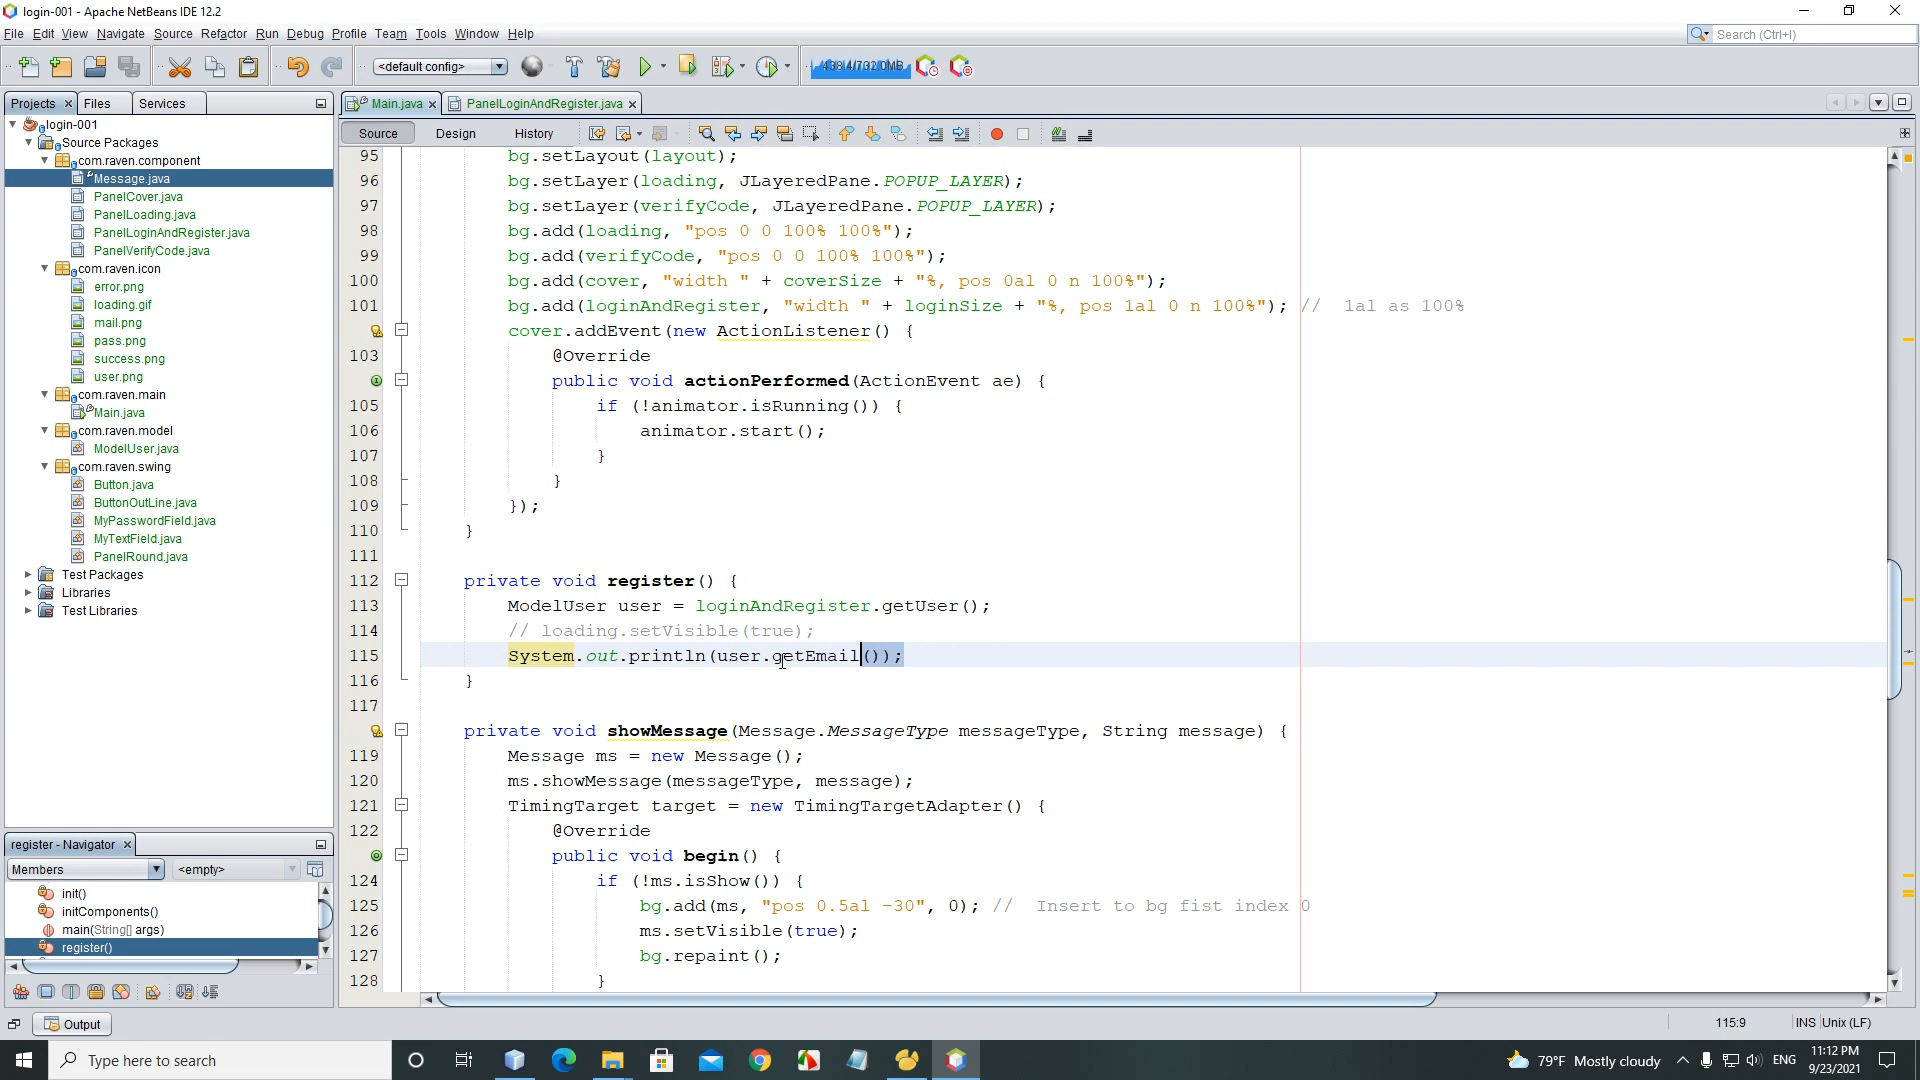 login-001 - Apache NetBeans IDE 12.2
File Edit View Navigate Source Refactor Run Debug Profile Team Tools Window Help
Search (Ctrl+I)
<default config>
Projects Files Services
Main.java PanelLoginAndRegister.java
Source Design History
login-001
Source Packages
com.raven.component
Message.java
PanelCover.java
PanelLoading.java
PanelLoginAndRegister.java
PanelVerifyCode.java
com.raven.icon
error.png
loading.gif
mail.png
pass.png
success.png
user.png
com.raven.main
Main.java
com.raven.model
ModelUser.java
com.raven.swing
Button.java
ButtonOutLine.java
MyPasswordField.java
MyTextField.java
PanelRound.java
Test Packages
Libraries
Test Libraries
register - Navigator
Members <empty>
init()
initComponents()
main(String[] args)
register()
95 bg.setLayout(layout);
96 bg.setLayer(loading, JLayeredPane.POPUP_LAYER);
97 bg.setLayer(verifyCode, JLayeredPane.POPUP_LAYER);
98 bg.add(loading, "pos 0 0 100% 100%");
99 bg.add(verifyCode, "pos 0 0 100% 100%");
100 bg.add(cover, "width " + coverSize + "%, pos 0al 0 n 100%");
101 bg.add(loginAndRegister, "width " + loginSize + "%, pos 1al 0 n 100%"); // 1al as 100%
cover.addEvent(new ActionListener() {
103 @Override
public void actionPerformed(ActionEvent ae) {
105 if (!animator.isRunning()) {
106 animator.start();
107 }
108 }
109 });
110 }
111
112 private void register() {
113 ModelUser user = loginAndRegister.getUser();
114 // loading.setVisible(true);
115 System.out.println(user.getEmail());
116 }
117
private void showMessage(Message.MessageType messageType, String message) {
119 Message ms = new Message();
120 ms.showMessage(messageType, message);
121 TimingTarget target = new TimingTargetAdapter() {
122 @Override
public void begin() {
124 if (!ms.isShow()) {
125 bg.add(ms, "pos 0.5al -30", 0); // Insert to bg fist index 0
126 ms.setVisible(true);
127 bg.repaint();
128 }
Output
115:9 INS Unix (LF)
Type here to search
79°F Mostly cloudy
ENG
11:12 PM
9/23/2021